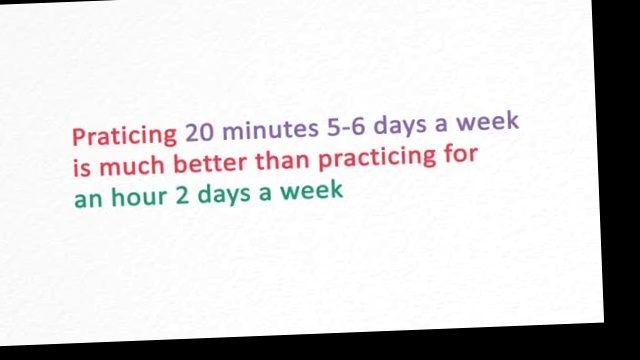 Praticing 20 minutes 5-6 days a week
is much better than practicing for
an hour 2 days a week